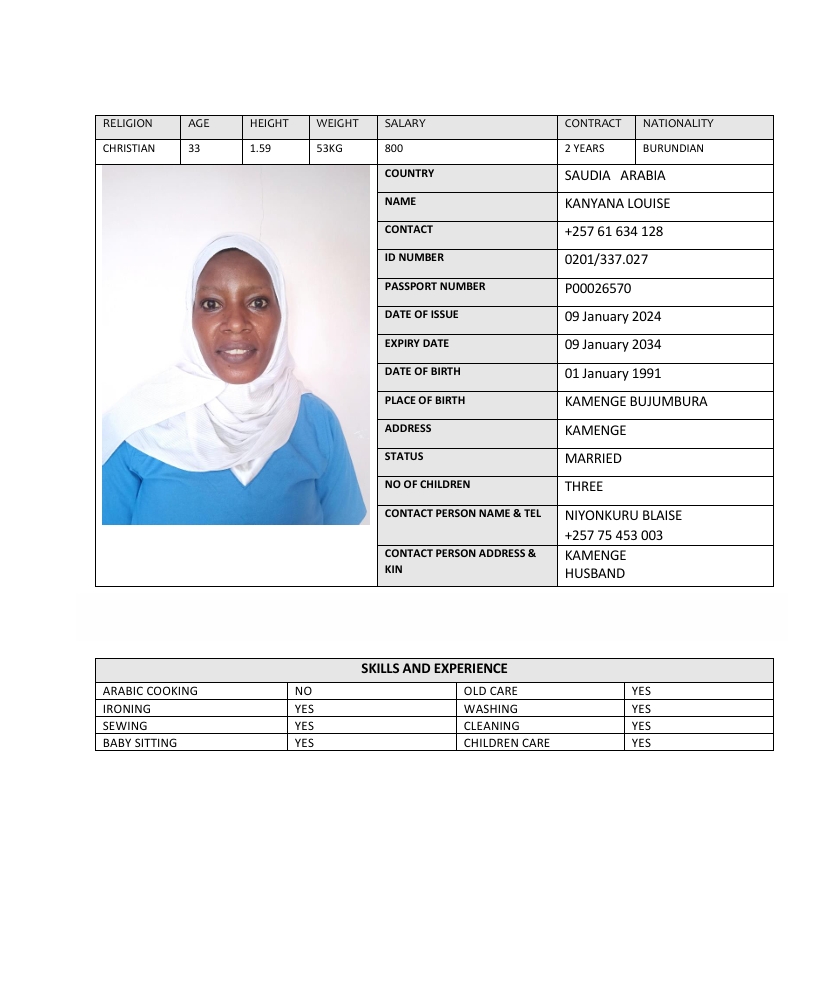 RELIGION AGE HEIGHT WEIGHT SALARY CONTRACT NATIONALITY
CHRISTIAN 33 1.59 53KG 800 2 YEARS BURUNDIAN
COUNTRY SAUDIA ARABIA
NAME KANYANA LOUISE
CONTACT +257 61 634 128
ID NUMBER 0201/337.027
PASSPORT NUMBER P00026570
DATE OF ISSUE 09 January 2024
EXPIRY DATE 09 January 2034
DATE OF BIRTH 01 January 1991
PLACE OF BIRTH KAMENGE BUJUMBURA
ADDRESS KAMENGE
STATUS MARRIED
NO OF CHILDREN THREE
CONTACT PERSON NAME & TEL NIYONKURU BLAISE
+257 75 453 003
CONTACT PERSON ADDRESS & KAMENGE
KIN HUSBAND
SKILLS AND EXPERIENCE
ARABIC COOKING NO OLD CARE YES
IRONING YES WASHING YES
SEWING YES CLEANING YES
BABY SITTING YES CHILDREN CARE YES